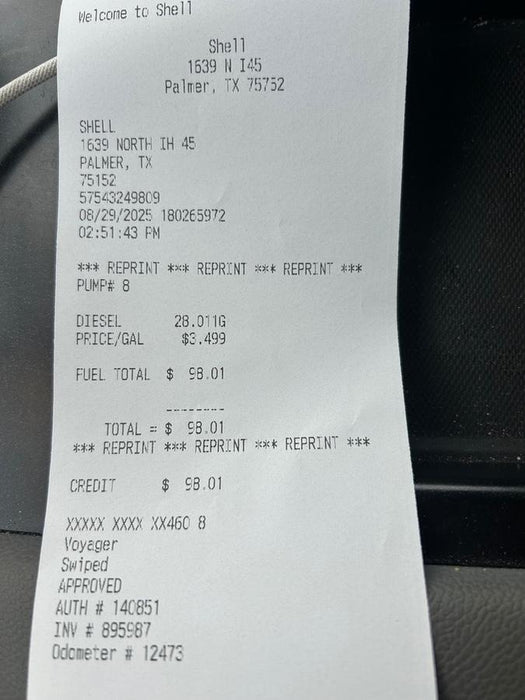 Welcome to Shell
Shell
1639 N I45
Palmer, TX 75752
SHELL
1639 NORTH IH 45
PALMER, TX
75152
57543249809
08/29/2025 180265972
02:51:43 PM
*** REPRINT *** REPRINT *** REPRINT ***
PUMP# 8
DIESEL 28.011G
PRICE/GAL $3.499
FUEL TOTAL $ 98.01
--------
TOTAL = $ 98.01
*** REPRINT *** REPRINT *** REPRINT ***
CREDIT $ 98.01
XXXXX XXXX XX460 8
Voyager
Swiped
APPROVED
AUTH # 140851
INV # 895987
Odometer # 12473